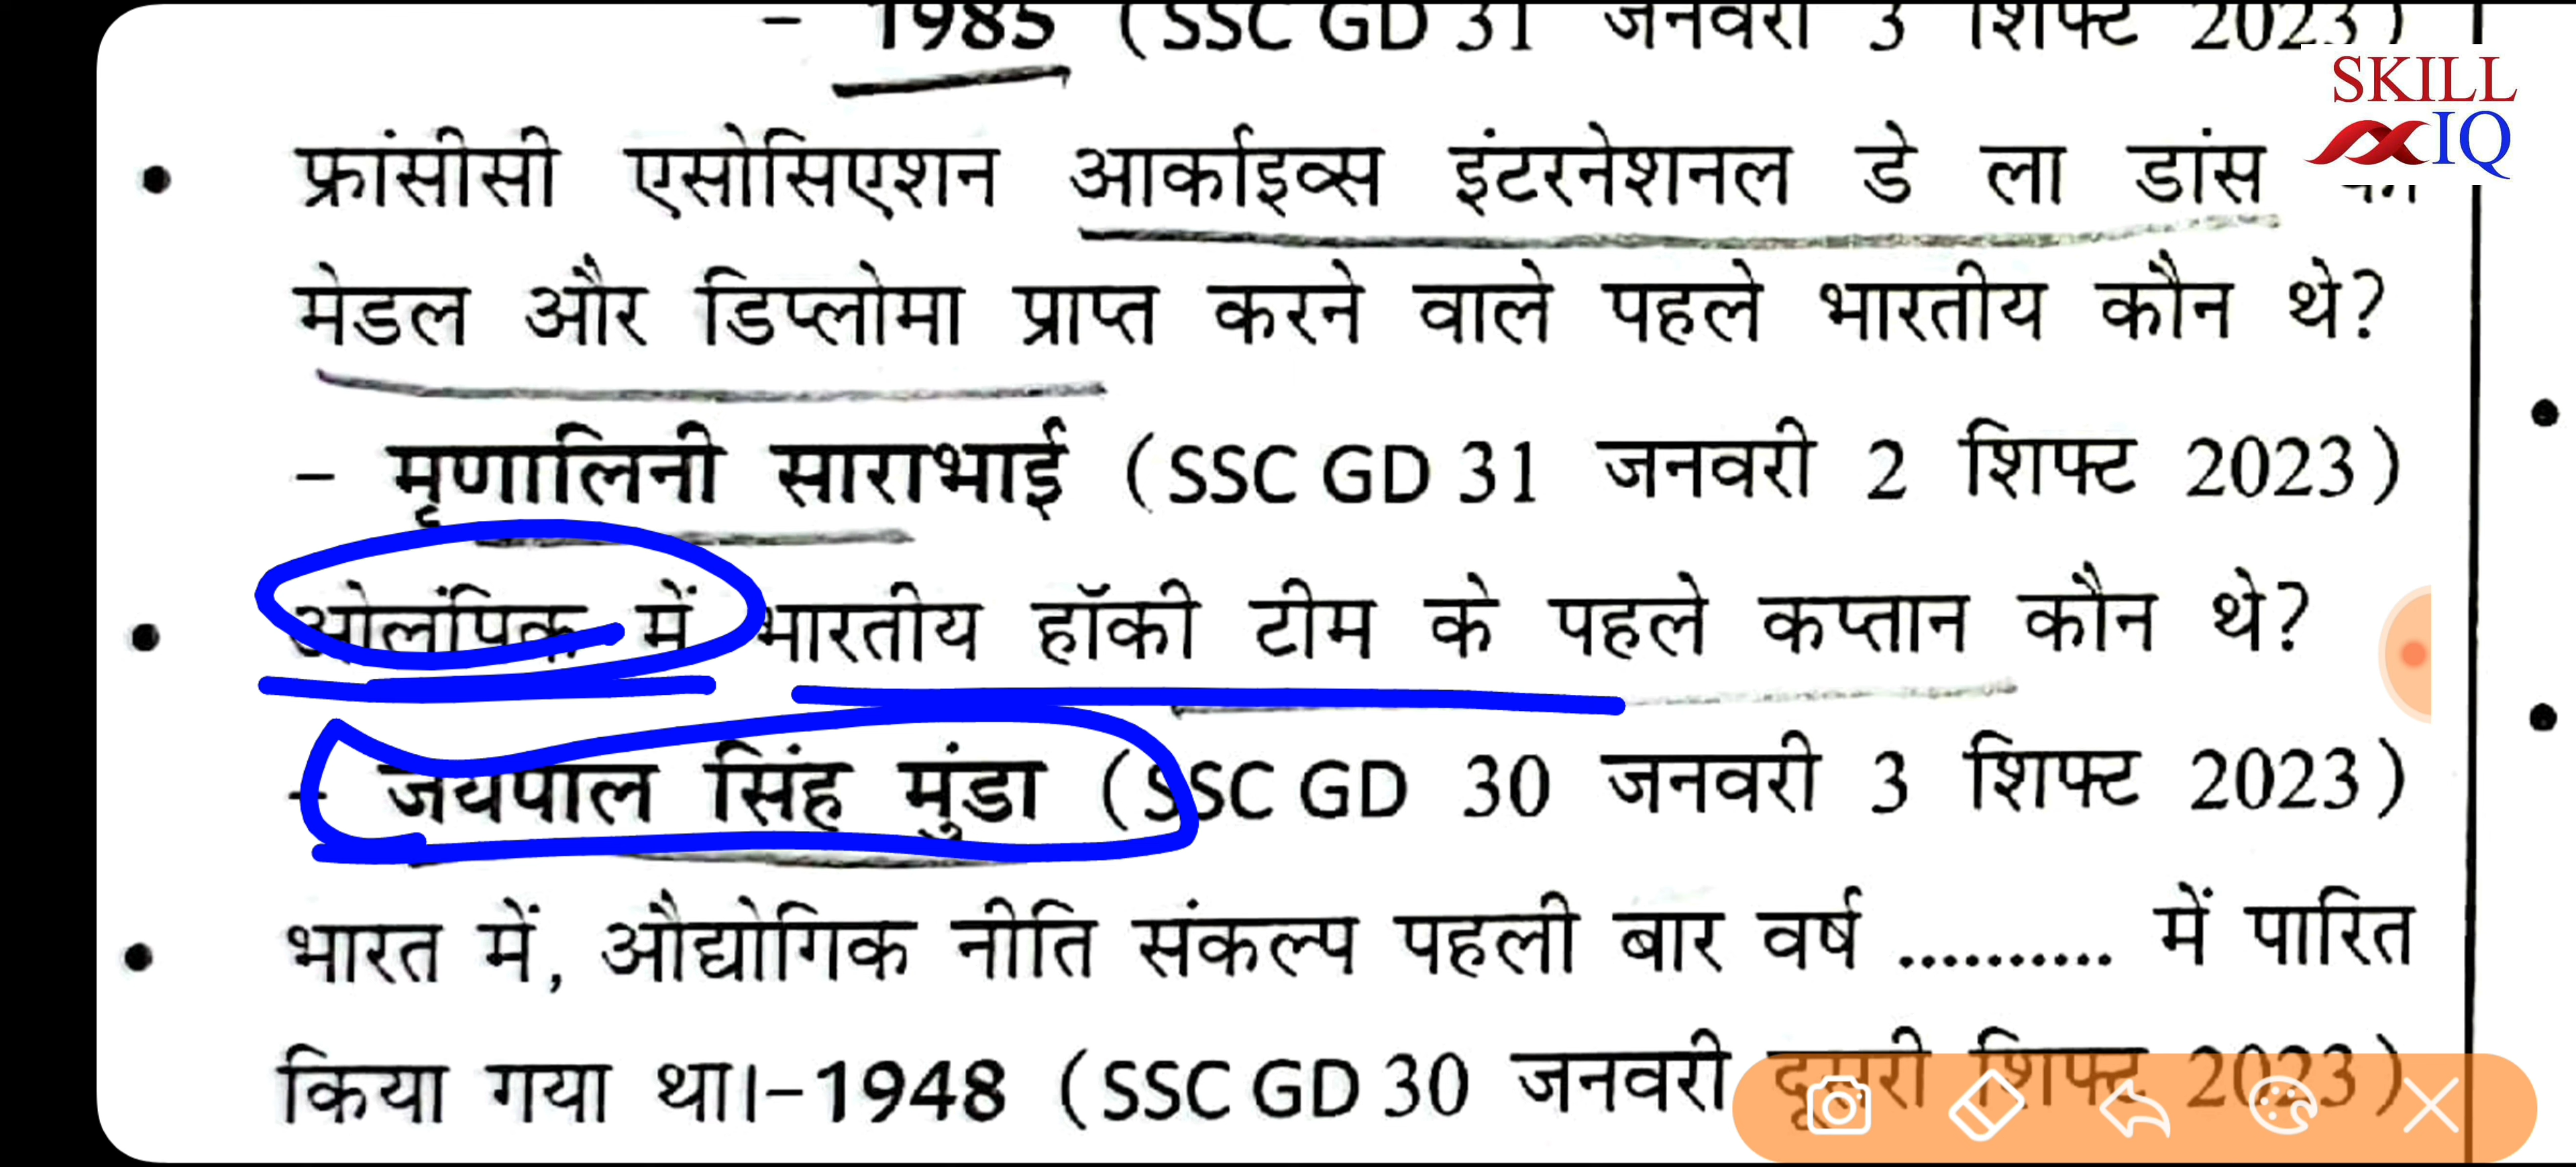 - 1985 (SSC GD 31 जनवरी 3 शिफ्ट 2023)
SKILL
IQ
• फ्रांसीसी एसोसिएशन आर्काइव्स इंटरनेशनल डे ला डांस
मेडल और डिप्लोमा प्राप्त करने वाले पहले भारतीय कौन थे?
– मृणालिनी साराभाई (SSC GD 31 जनवरी 2 शिफ्ट 2023)
• ओलंपिक में भारतीय हॉकी टीम के पहले कप्तान कौन थे?
- जयपाल सिंह मुंडा (SSC GD 30 जनवरी 3 शिफ्ट 2023)
• भारत में, औद्योगिक नीति संकल्प पहली बार वर्ष .......... में पारित
किया गया था।–1948 (SSC GD 30 जनवरी दूसरी शिफ्ट 2023)